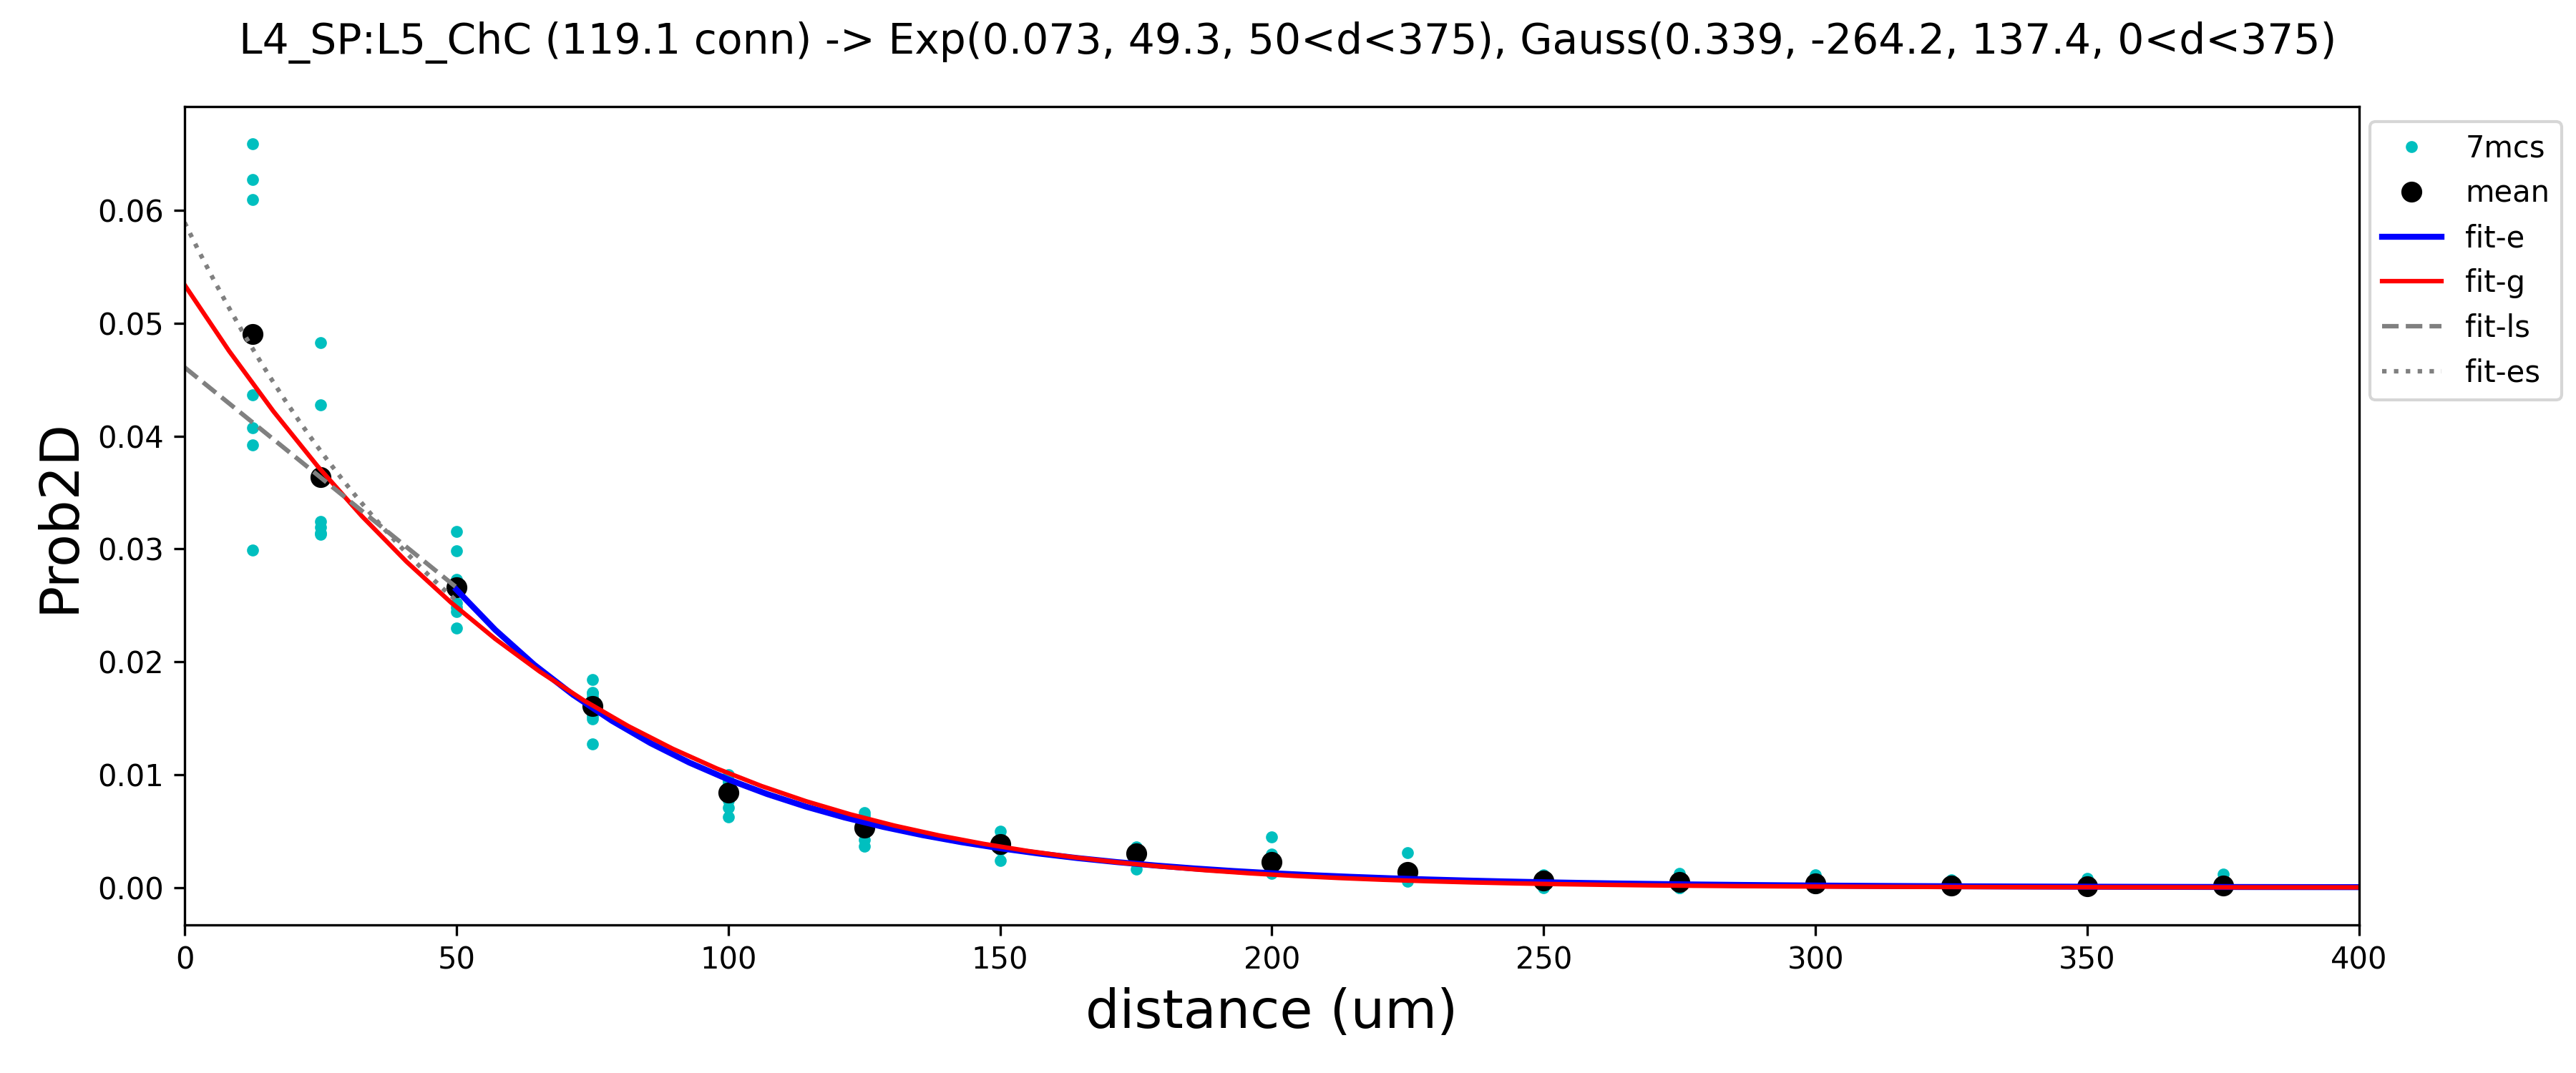 L4_SP:L5_ChC (119.1 conn) -> Exp(0.073, 49.3, 50<d<375), Gauss(0.339, -264.2, 137.4, 0<d<375)
7mcs
mean
fit-e
fit-g
fit-ls
fit-es
Prob2D
0.06
0.05
0.04
0.03
0.02
0.01
0.00
0 50 100 150 200 250 300 350 400
distance (um)